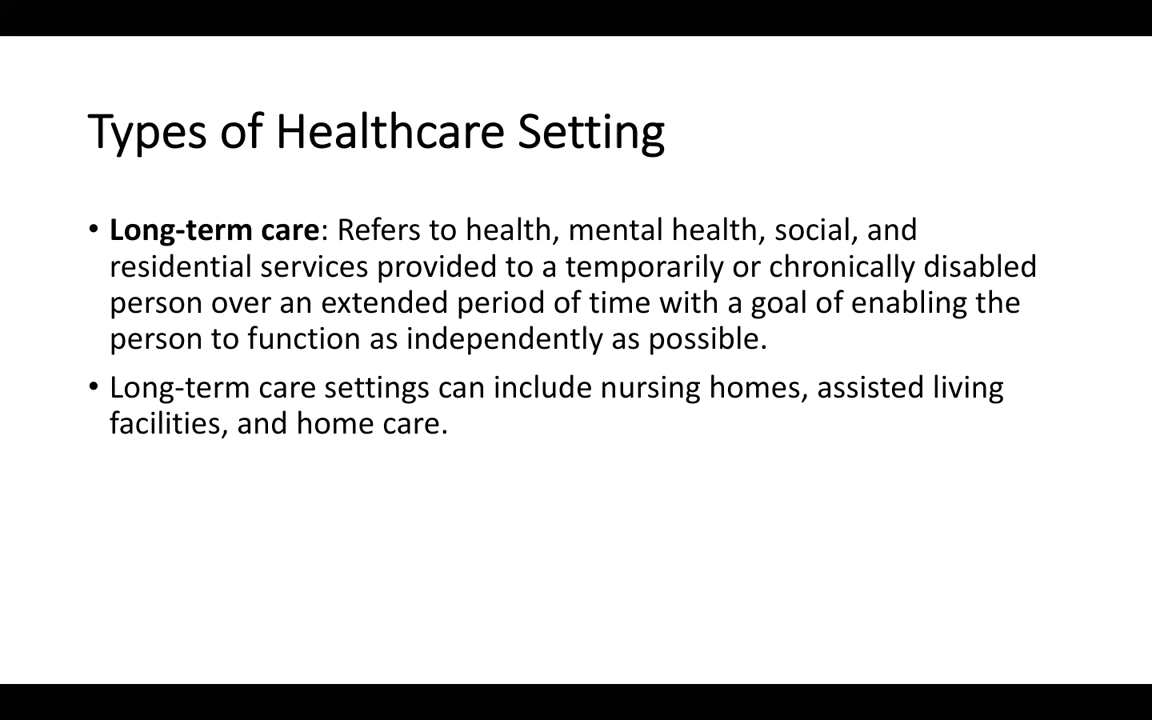 Types of Healthcare Setting
• Long-term care: Refers to health, mental health, social, and
residential services provided to a temporarily or chronically disabled
person over an extended period of time with a goal of enabling the
person to function as independently as possible.
• Long-term care settings can include nursing homes, assisted living
facilities, and home care.